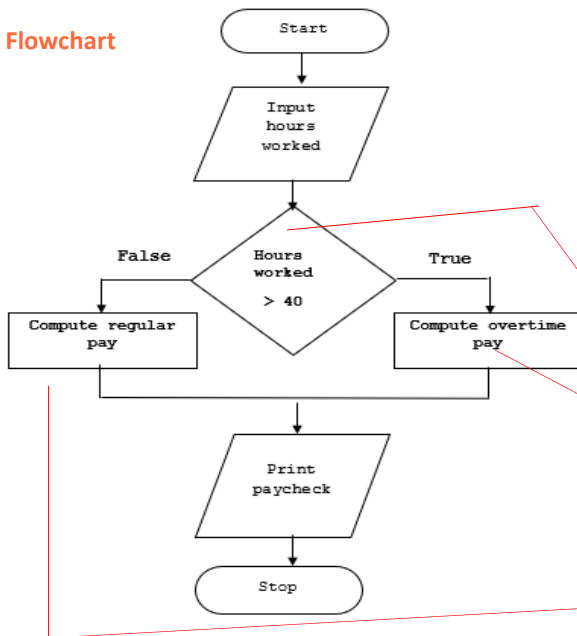 Flowchart
Start
Input
hours
worked
Hours
worked
> 40
False
True
Compute regular
pay
Compute overtime
pay
Print
paycheck
Stop